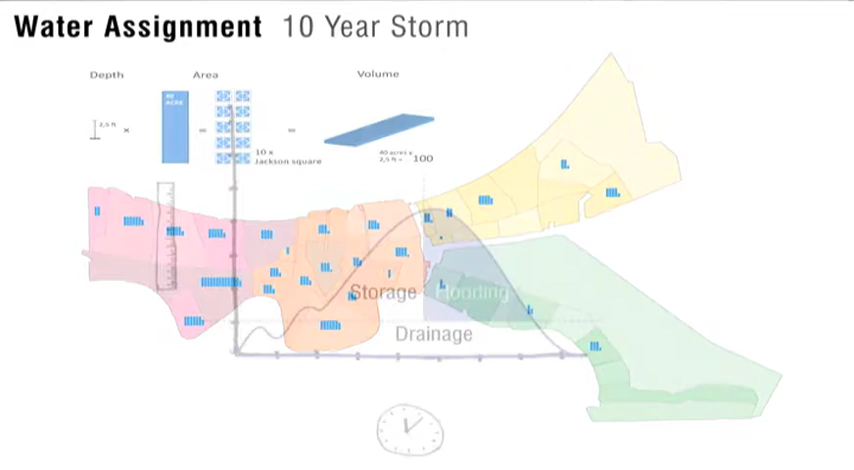 Water Assignment 10 Year Storm
Depth Area Volume
40
ACRE
2,5 ft x = =
10 x
Jackson square
40 acres x
2,5 ft = 100
Storage Flooding
Drainage